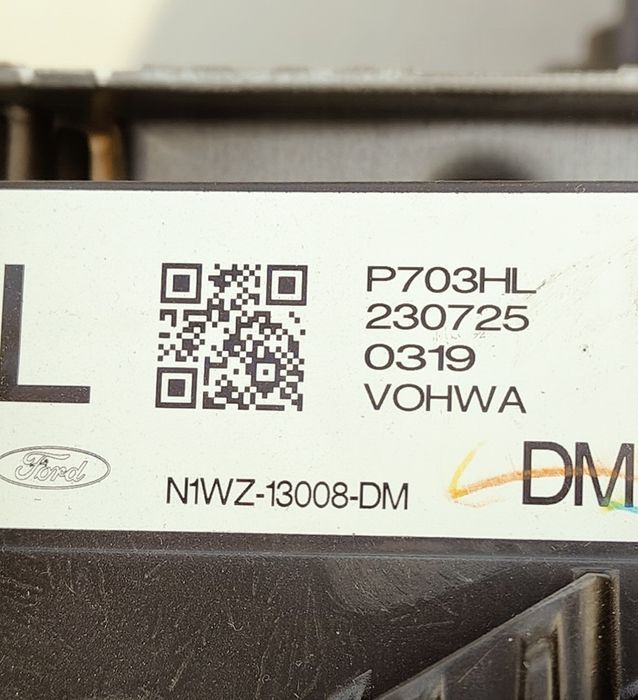 L
P703HL
230725
0319
VOHWA
Ford
N1WZ-13008-DM
DM